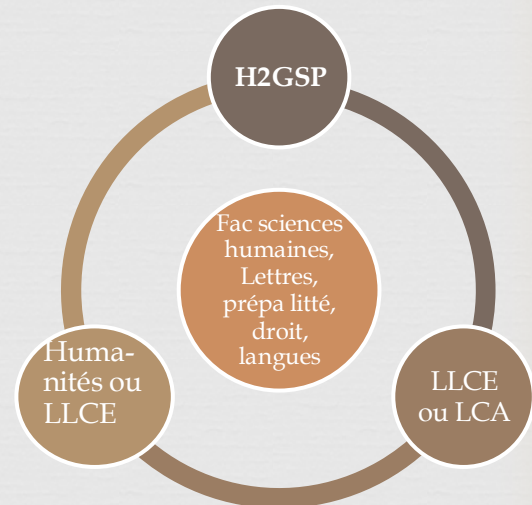 H2GSP
Fac sciences
humaines,
Lettres,
prépa litté,
droit,
langues
Huma-
nités ou
LLCE
LLCE
ou LCA